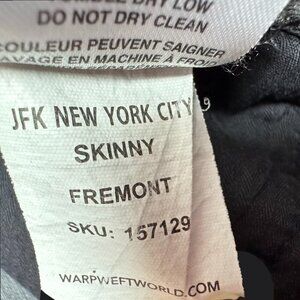 DO NOT DRY CLEAN
COULEUR PEUVENT SAIGNER
JFK NEW YORK CITY
SKINNY
FREMONT
SKU: 157129
WARPWEFTWORLD.COM